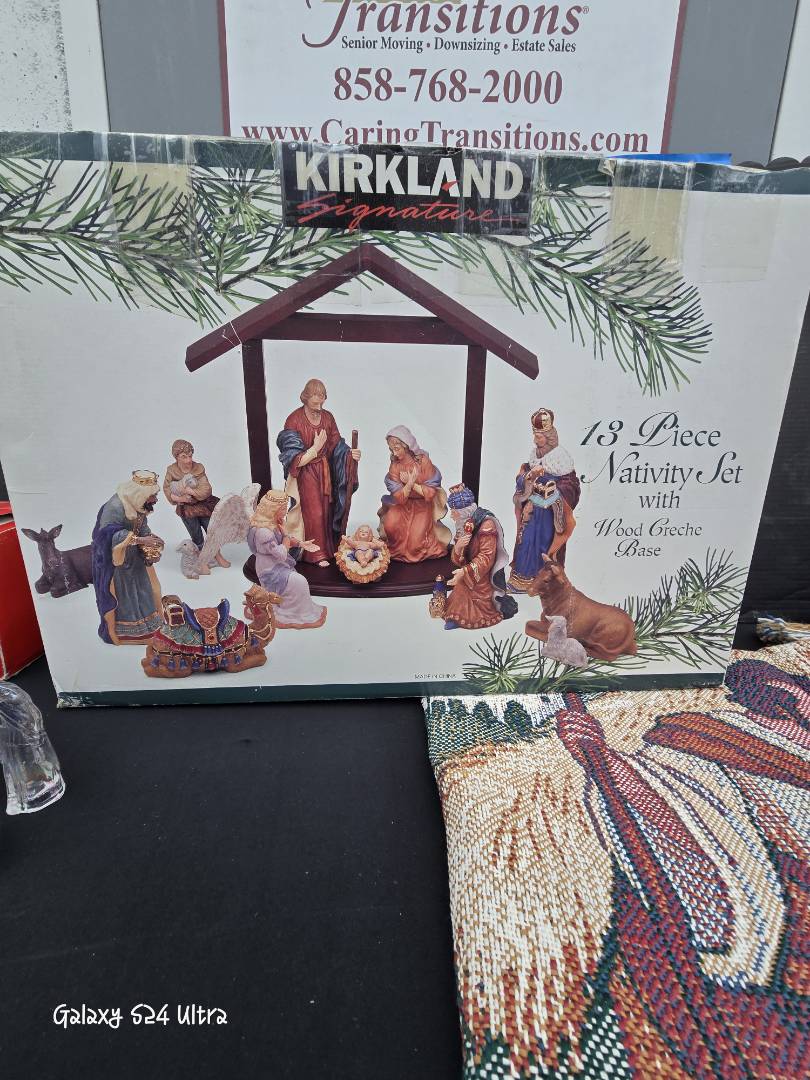 Transitions®
Senior Moving • Downsizing • Estate Sales
858-768-2000
www.CaringTransitions.com
KIRKLAND
Signature
13 Piece
Nativity Set
with
Wood Creche
Base
MADE IN CHINA
Galaxy S24 Ultra